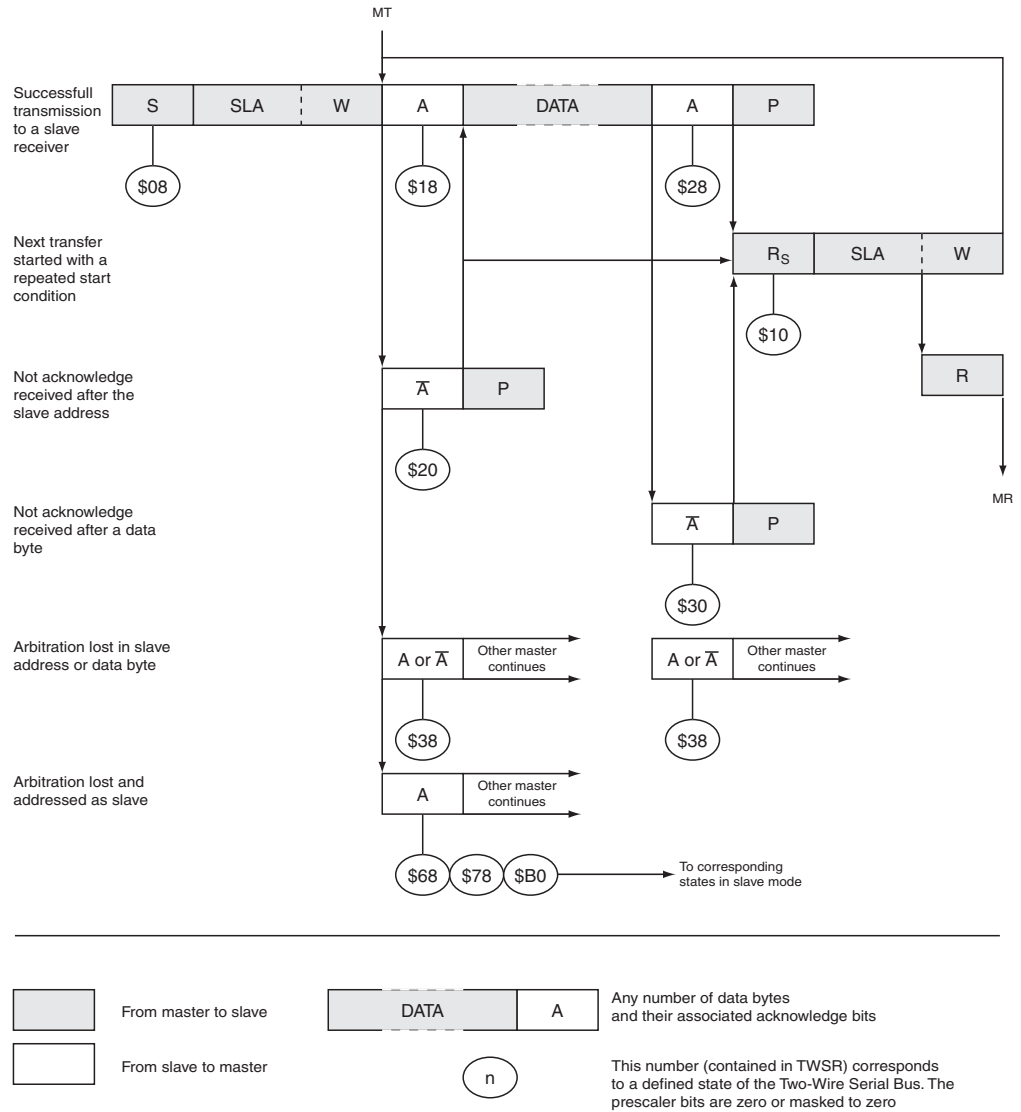 MT
Successfull
transmission
to a slave
receiver
S SLA W A DATA A P
$08 $18 $28
Next transfer
started with a
repeated start
condition
RS SLA W
$10
Not acknowledge
received after the
slave address
A̅ P
R
$20
MR
Not acknowledge
received after a data
byte
A̅ P
$30
Arbitration lost in slave
address or data byte
A or A̅ Other master
continues
A or A̅ Other master
continues
$38 $38
Arbitration lost and
addressed as slave
A Other master
continues
$68 $78 $B0 To corresponding
states in slave mode
From master to slave
DATA A Any number of data bytes
and their associated acknowledge bits
From slave to master
n This number (contained in TWSR) corresponds
to a defined state of the Two-Wire Serial Bus. The
prescaler bits are zero or masked to zero